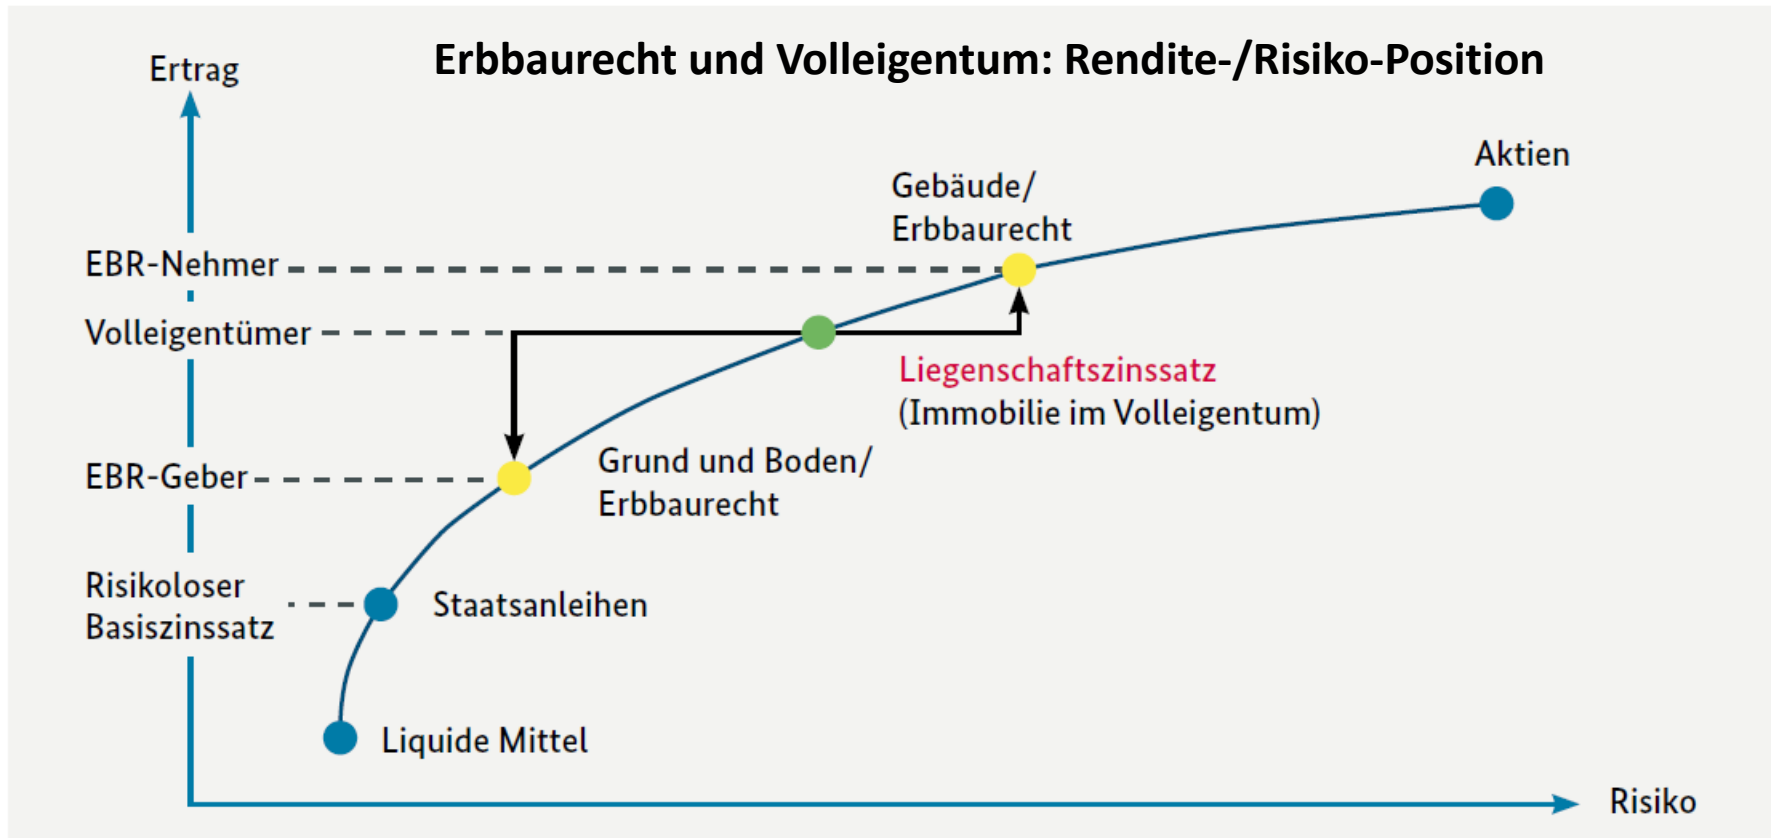 Erbbaurecht und Volleigentum: Rendite-/Risiko-Position
Ertrag
Aktien
Gebäude/
Erbbaurecht
EBR-Nehmer
Volleigentümer
Liegenschaftszinssatz
(Immobilie im Volleigentum)
EBR-Geber
Grund und Boden/
Erbbaurecht
Risikoloser
Basiszinssatz
Staatsanleihen
Liquide Mittel
Risiko